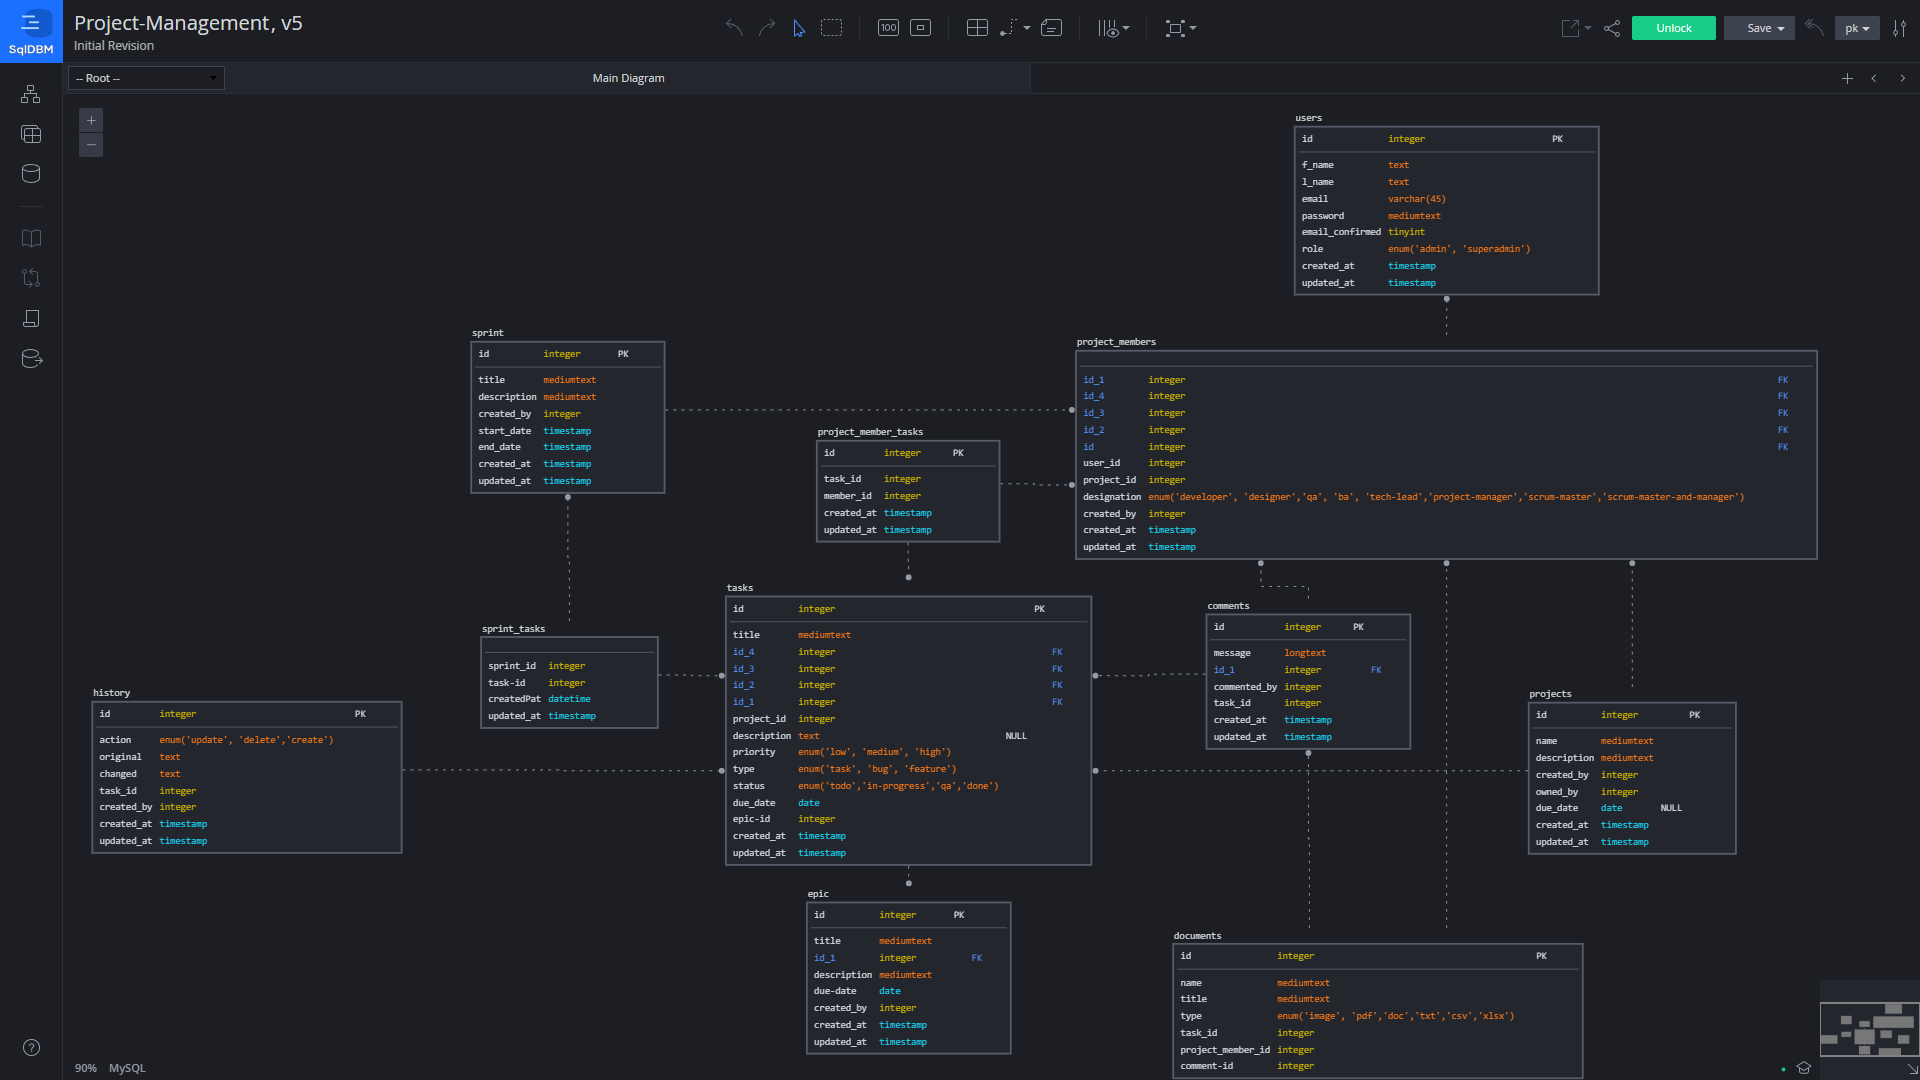 Project-Management, v5
Initial Revision
SqlDBM
100
Unlock
Save
pk
-- Root --
Main Diagram
users
id integer PK
f_name text
l_name text
email varchar(45)
password mediumtext
email_confirmed tinyint
role enum('admin', 'superadmin')
created_at timestamp
updated_at timestamp
sprint
id integer PK
title mediumtext
description mediumtext
created_by integer
start_date timestamp
end_date timestamp
created_at timestamp
updated_at timestamp
project_members
id_1 integer FK
id_4 integer FK
id_3 integer FK
id_2 integer FK
id integer FK
user_id integer
project_id integer
designation enum('developer', 'designer','qa', 'ba', 'tech-lead','project-manager','scrum-master','scrum-master-and-manager')
created_by integer
created_at timestamp
updated_at timestamp
project_member_tasks
id integer PK
task_id integer
member_id integer
created_at timestamp
updated_at timestamp
tasks
id integer PK
title mediumtext
id_4 integer FK
id_3 integer FK
id_2 integer FK
id_1 integer FK
project_id integer
description text NULL
priority enum('low', 'medium', 'high')
type enum('task', 'bug', 'feature')
status enum('todo','in-progress','qa','done')
due_date date
epic-id integer
created_at timestamp
updated_at timestamp
comments
id integer PK
message longtext
id_1 integer FK
commented_by integer
task_id integer
created_at timestamp
updated_at timestamp
sprint_tasks
sprint_id integer
task-id integer
createdPat datetime
updated_at timestamp
history
id integer PK
action enum('update', 'delete','create')
original text
changed text
task_id integer
created_by integer
created_at timestamp
updated_at timestamp
projects
id integer PK
name mediumtext
description mediumtext
created_by integer
owned_by integer
due_date date NULL
created_at timestamp
updated_at timestamp
epic
id integer PK
title mediumtext
id_1 integer FK
description mediumtext
due-date date
created_by integer
created_at timestamp
updated_at timestamp
documents
id integer PK
name mediumtext
title mediumtext
type enum('image', 'pdf','doc','txt','csv','xlsx')
task_id integer
project_member_id integer
comment-id integer
90% MySQL